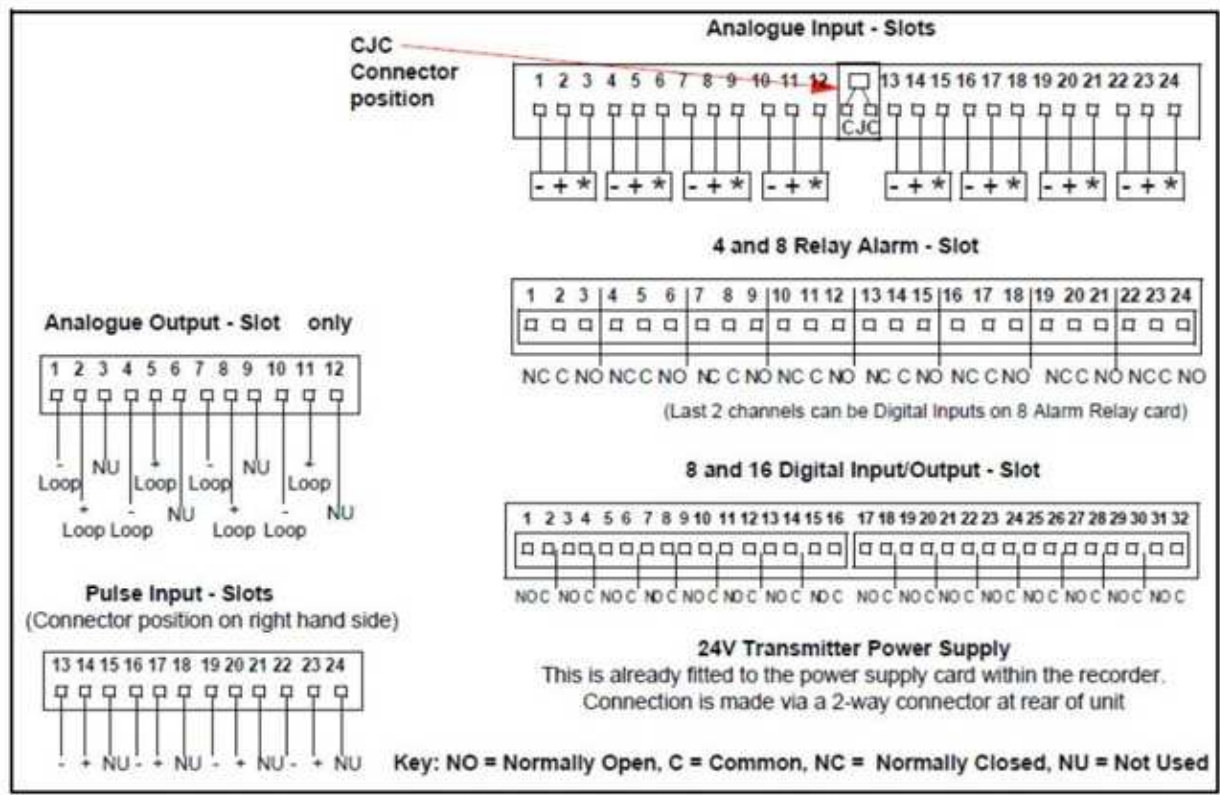 Analogue Input - Slots
CJC
Connector
position
1 2 3 4 5 6 7 8 9 10 11 12 13 14 15 16 17 18 19 20 21 22 23 24
CJC
- + * - + * - + * - + * - + * - + * - + * - + *
4 and 8 Relay Alarm - Slot
1 2 3 4 5 6 7 8 9 10 11 12 13 14 15 16 17 18 19 20 21 22 23 24
NC C NO NC C NO NC C NO NC C NO NC C NO NC C NO NC C NO NC C NO
(Last 2 channels can be Digital Inputs on 8 Alarm Relay card)
Analogue Output - Slot only
1 2 3 4 5 6 7 8 9 10 11 12
- NU + - NU +
Loop Loop Loop Loop
+ - NU + - NU
Loop Loop Loop Loop
8 and 16 Digital Input/Output - Slot
1 2 3 4 5 6 7 8 9 10 11 12 13 14 15 16 17 18 19 20 21 22 23 24 25 26 27 28 29 30 31 32
NO C NO C NO C NO C NO C NO C NO C NO C NO C NO C NO C NO C NO C NO C NO C NO C
Pulse Input - Slots
(Connector position on right hand side)
13 14 15 16 17 18 19 20 21 22 23 24
- + NU - + NU - + NU - + NU
24V Transmitter Power Supply
This is already fitted to the power supply card within the recorder.
Connection is made via a 2-way connector at rear of unit
Key: NO = Normally Open, C = Common, NC = Normally Closed, NU = Not Used